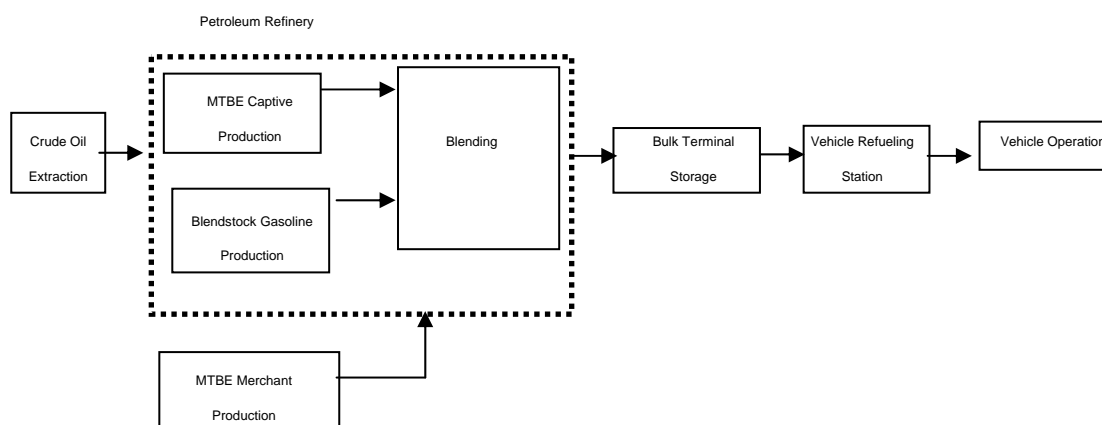 Petroleum Refinery
Crude Oil
Extraction
MTBE Captive
Production
Blendstock Gasoline
Production
Blending
Bulk Terminal
Storage
Vehicle Refueling
Station
Vehicle Operation
MTBE Merchant
Production